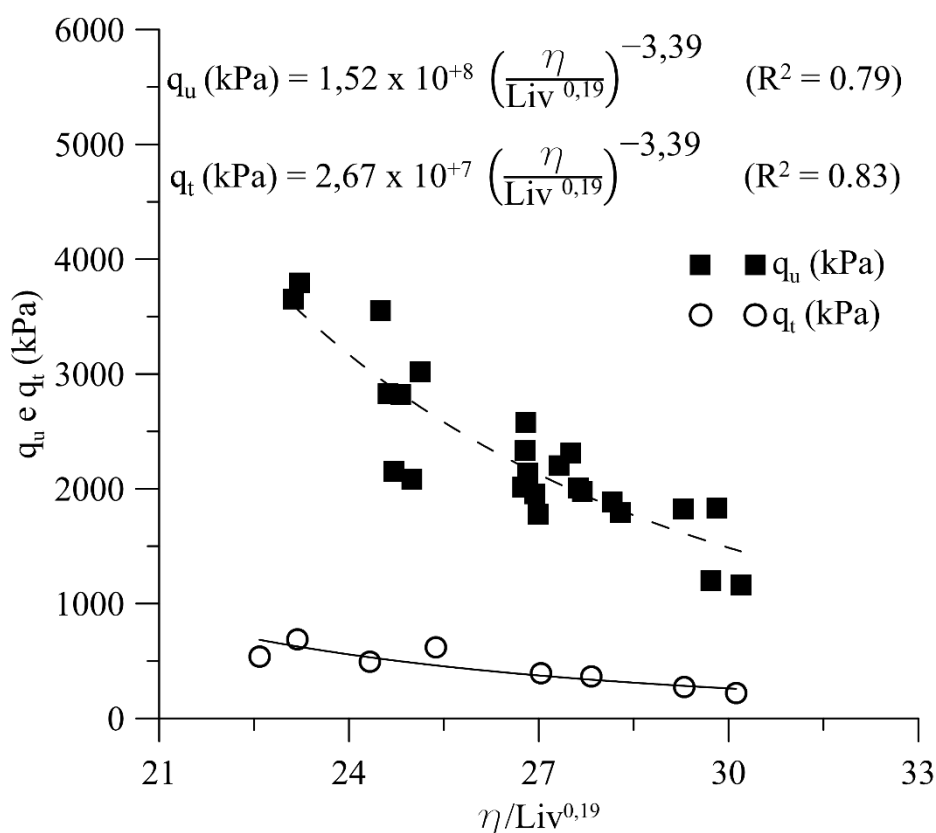 6000
5000
4000
3000
2000
1000
0
q_u e q_t (kPa)
q_u (kPa) = 1,52 x 10^{+8} (η/Liv^{0,19})^{−3,39} (R² = 0.79)
q_t (kPa) = 2,67 x 10^{+7} (η/Liv^{0,19})^{−3,39} (R² = 0.83)
q_u (kPa)
q_t (kPa)
21 24 27 30 33
η/Liv^{0,19}